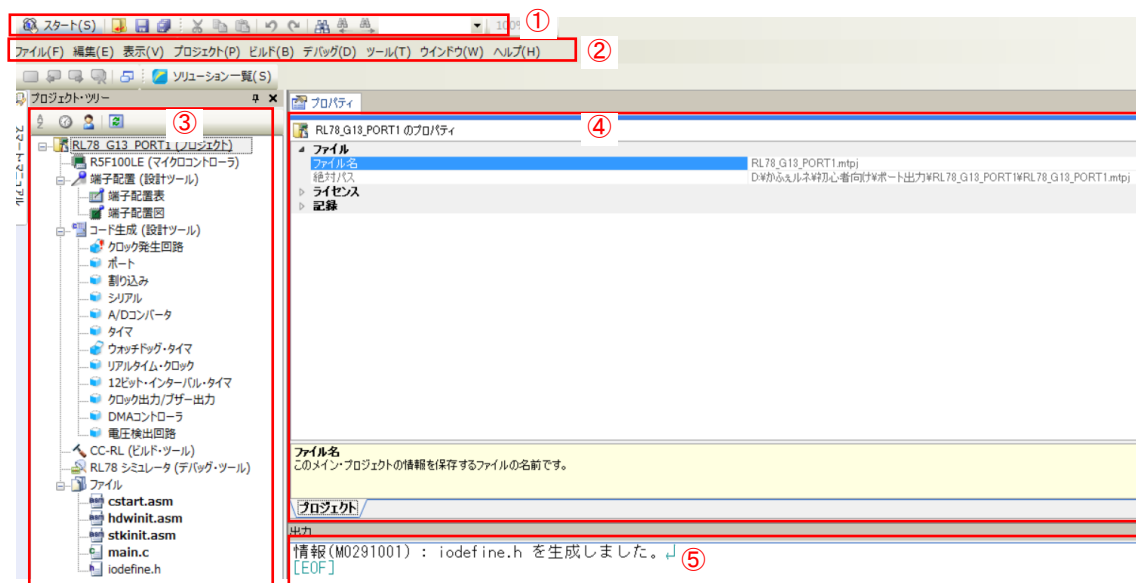 スタート(S)
100%
①
ファイル(F) 編集(E) 表示(V) プロジェクト(P) ビルド(B) デバッグ(D) ツール(T) ウインドウ(W) ヘルプ(H)
②
ソリューション一覧(S)
プロジェクト・ツリー
スマート・マニュアル
③
RL78_G13_PORT1 (プロジェクト)
R5F100LE (マイクロコントローラ)
端子配置 (設計ツール)
端子配置表
端子配置図
コード生成 (設計ツール)
クロック発生回路
ポート
割り込み
シリアル
A/Dコンバータ
タイマ
ウォッチドッグ・タイマ
リアルタイム・クロック
12ビット・インターバル・タイマ
クロック出力/ブザー出力
DMAコントローラ
電圧検出回路
CC-RL (ビルド・ツール)
RL78 シミュレータ (デバッグ・ツール)
ファイル
cstart.asm
hdwinit.asm
stkinit.asm
main.c
iodefine.h
プロパティ
④
RL78_G13_PORT1 のプロパティ
ファイル
ファイル名 RL78_G13_PORT1.mtpj
絶対パス D:¥かふぇルネ¥初心者向け¥ポート出力¥RL78_G13_PORT1¥RL78_G13_PORT1.mtpj
ライセンス
記録
ファイル名
このメイン・プロジェクトの情報を保存するファイルの名前です。
プロジェクト
出力
情報(M0291001) : iodefine.h を生成しました。↲
[EOF]
⑤